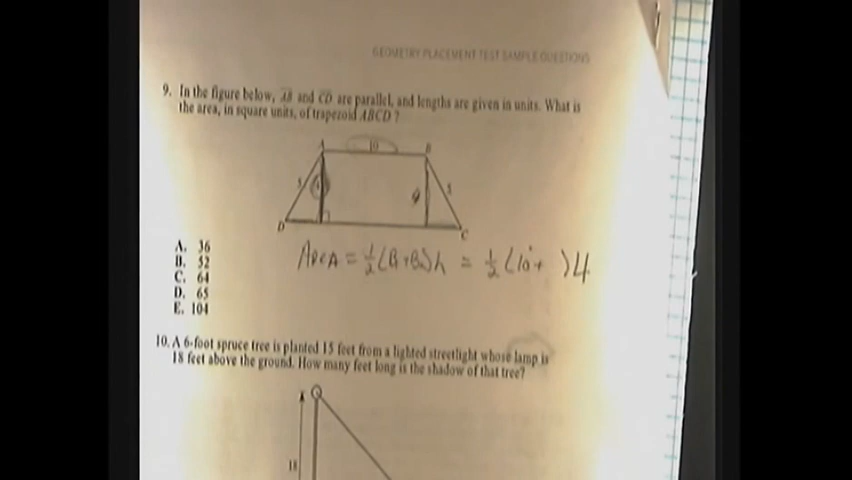 GEOMETRY PLACEMENT TEST SAMPLE QUESTIONS
9. In the figure below, AB and CD are parallel, and lengths are given in units. What is
the area, in square units, of trapezoid ABCD?
A 10 B
5 5
D C
A. 36
B. 52
C. 64
D. 65
E. 104
AREA = 1/2 (B1+B2)h = 1/2 (10+ )4
10. A 6-foot spruce tree is planted 15 feet from a lighted streetlight whose lamp is
18 feet above the ground. How many feet long is the shadow of that tree?
18